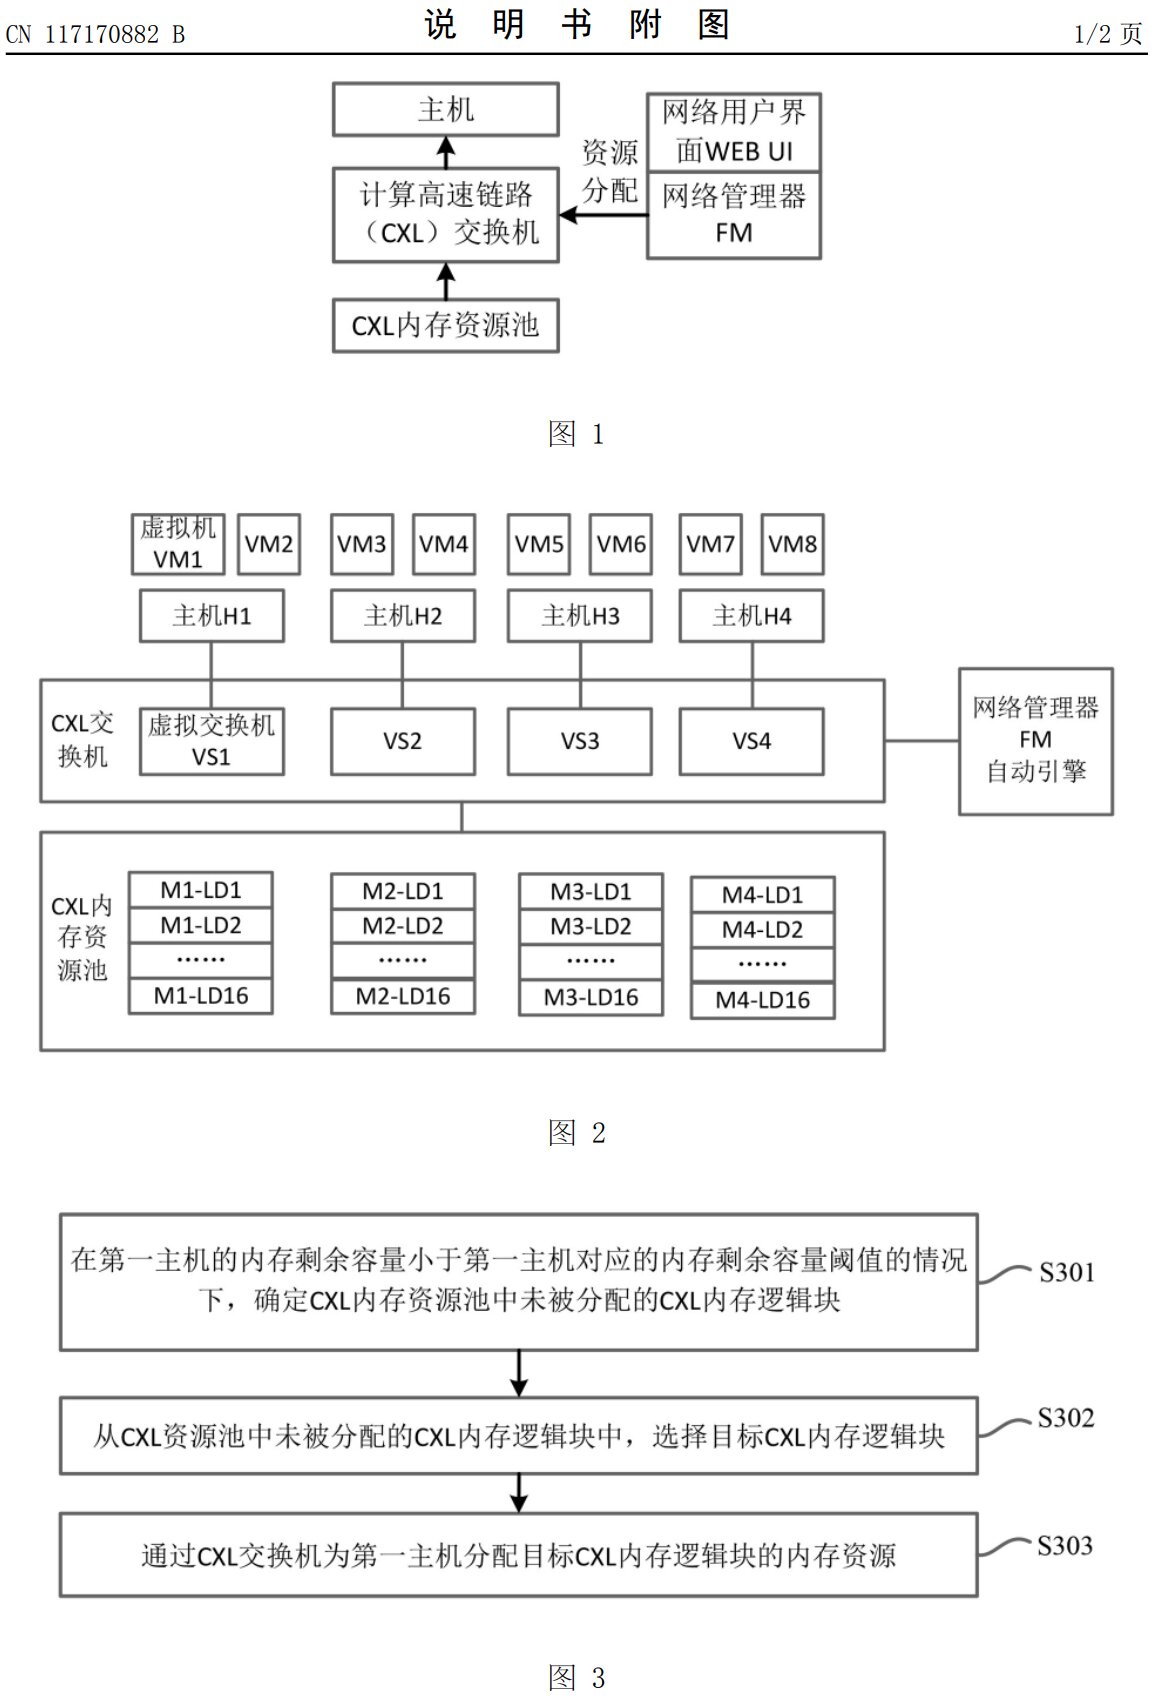 CN 117170882 B
说 明 书 附 图
1/2 页
主机
计算高速链路
（CXL）交换机
CXL内存资源池
资源
分配
网络用户界
面WEB UI
网络管理器
FM
图 1
虚拟机
VM1
VM2
VM3
VM4
VM5
VM6
VM7
VM8
主机H1
主机H2
主机H3
主机H4
CXL交
换机
虚拟交换机
VS1
VS2
VS3
VS4
网络管理器
FM
自动引擎
CXL内
存资
源池
M1-LD1
M1-LD2
……
M1-LD16
M2-LD1
M2-LD2
……
M2-LD16
M3-LD1
M3-LD2
……
M3-LD16
M4-LD1
M4-LD2
……
M4-LD16
图 2
在第一主机的内存剩余容量小于第一主机对应的内存剩余容量阈值的情况
下，确定CXL内存资源池中未被分配的CXL内存逻辑块
S301
从CXL资源池中未被分配的CXL内存逻辑块中，选择目标CXL内存逻辑块
S302
通过CXL交换机为第一主机分配目标CXL内存逻辑块的内存资源
S303
图 3